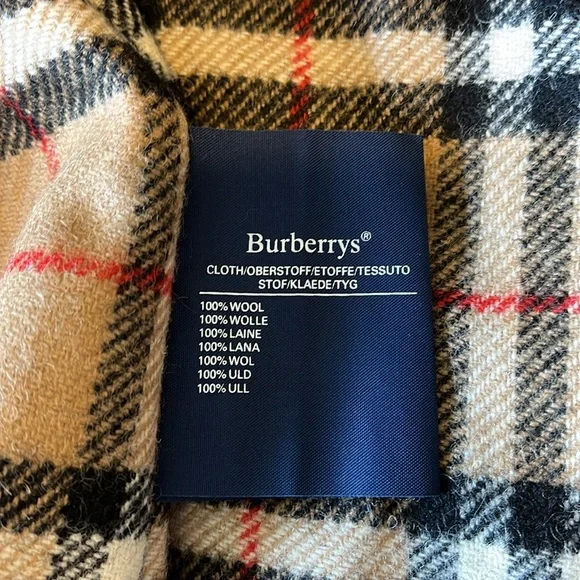 Burberrys®
CLOTH/OBERSTOFF/ETOFFE/TESSUTO
STOF/KLAEDE/TYG
100% WOOL
100% WOLLE
100% LAINE
100% LANA
100% WOL
100% ULD
100% ULL